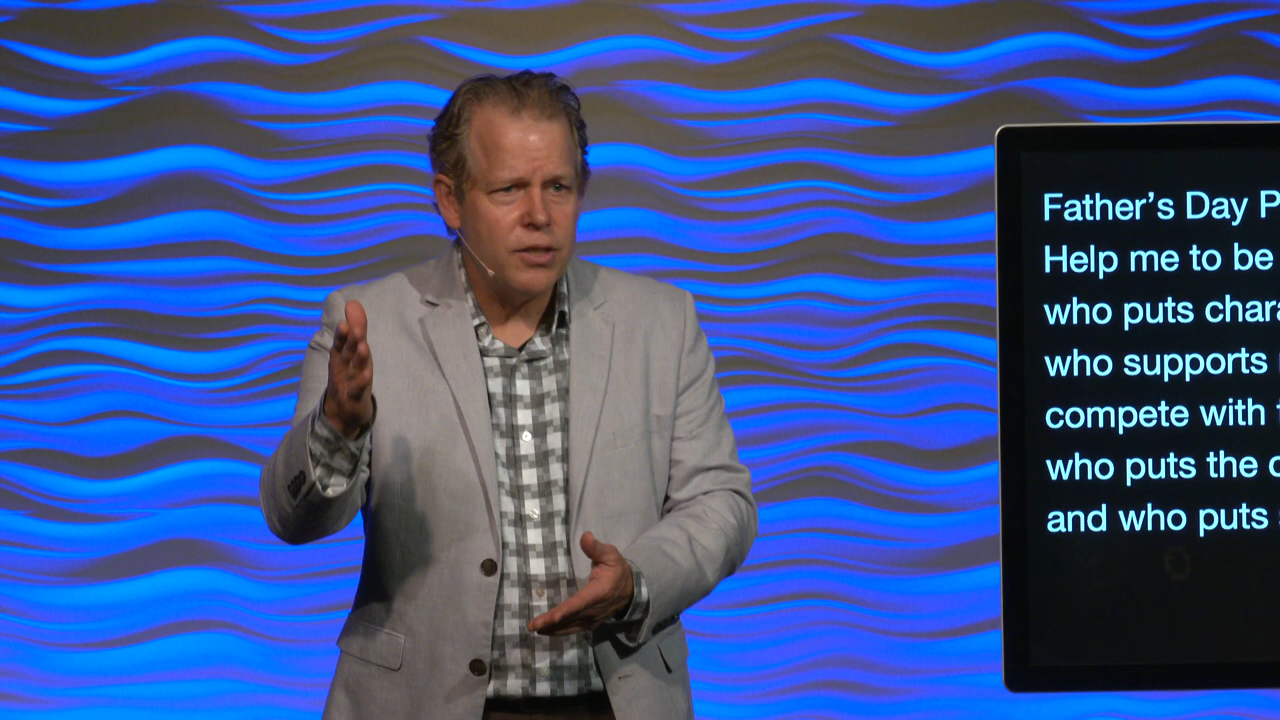 Father's Day P
Help me to be
who puts chara
who supports
compete with
who puts the
and who puts